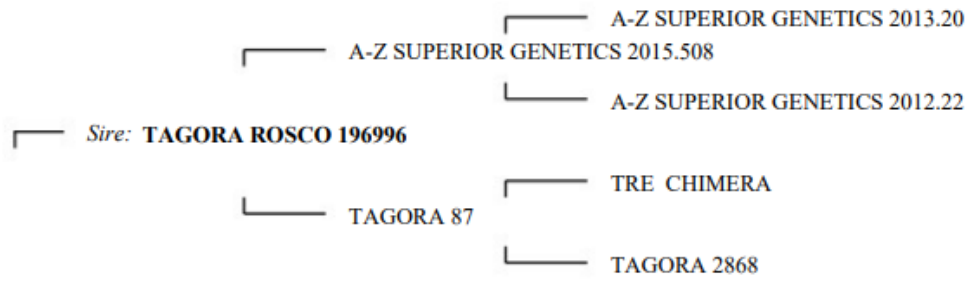 A-Z SUPERIOR GENETICS 2013.20
A-Z SUPERIOR GENETICS 2015.508
A-Z SUPERIOR GENETICS 2012.22
Sire: TAGORA ROSCO 196996
TRE CHIMERA
TAGORA 87
TAGORA 2868